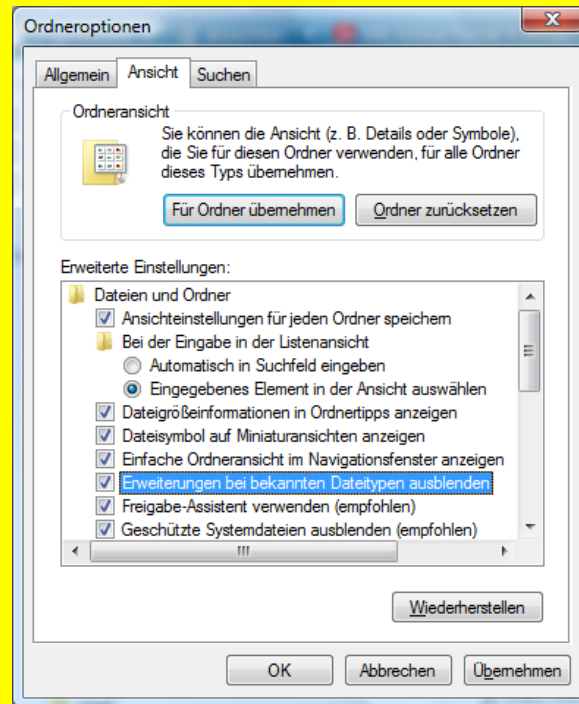 Ordneroptionen
Allgemein Ansicht Suchen
Ordneransicht
Sie können die Ansicht (z. B. Details oder Symbole),
die Sie für diesen Ordner verwenden, für alle Ordner
dieses Typs übernehmen.
Für Ordner übernehmen Ordner zurücksetzen
Erweiterte Einstellungen:
Dateien und Ordner
Ansichteinstellungen für jeden Ordner speichern
Bei der Eingabe in der Listenansicht
Automatisch in Suchfeld eingeben
Eingegebenes Element in der Ansicht auswählen
Dateigrößeinformationen in Ordnertipps anzeigen
Dateisymbol auf Miniaturansichten anzeigen
Einfache Ordneransicht im Navigationsfenster anzeigen
Erweiterungen bei bekannten Dateitypen ausblenden
Freigabe-Assistent verwenden (empfohlen)
Geschützte Systemdateien ausblenden (empfohlen)
Wiederherstellen
OK Abbrechen Übernehmen